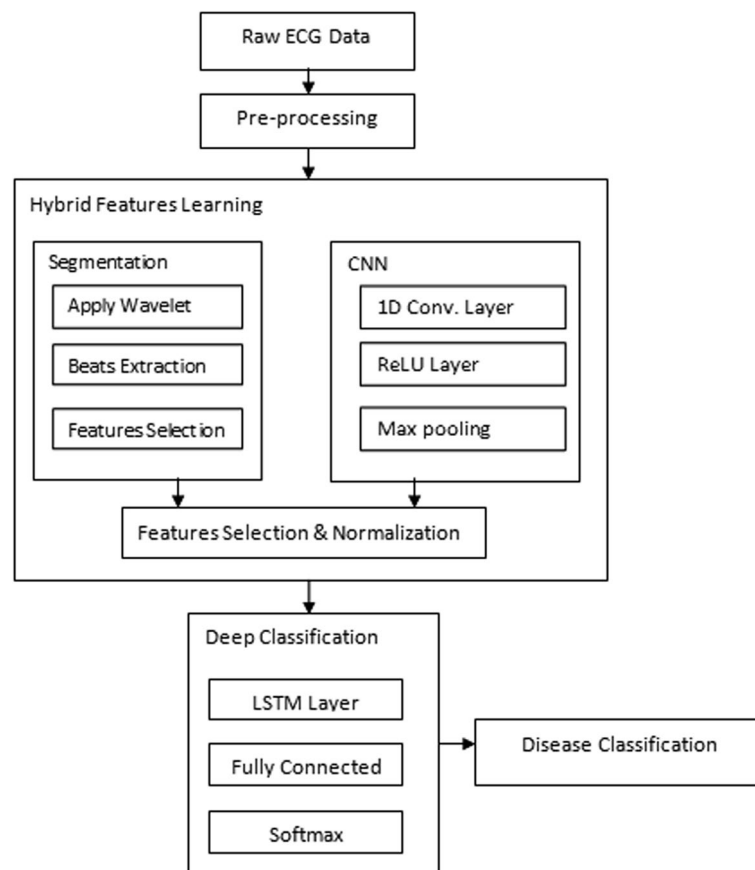 Raw ECG Data
Pre-processing
Hybrid Features Learning
Segmentation
Apply Wavelet
Beats Extraction
Features Selection
CNN
1D Conv. Layer
ReLU Layer
Max pooling
Features Selection & Normalization
Deep Classification
LSTM Layer
Fully Connected
Softmax
Disease Classification